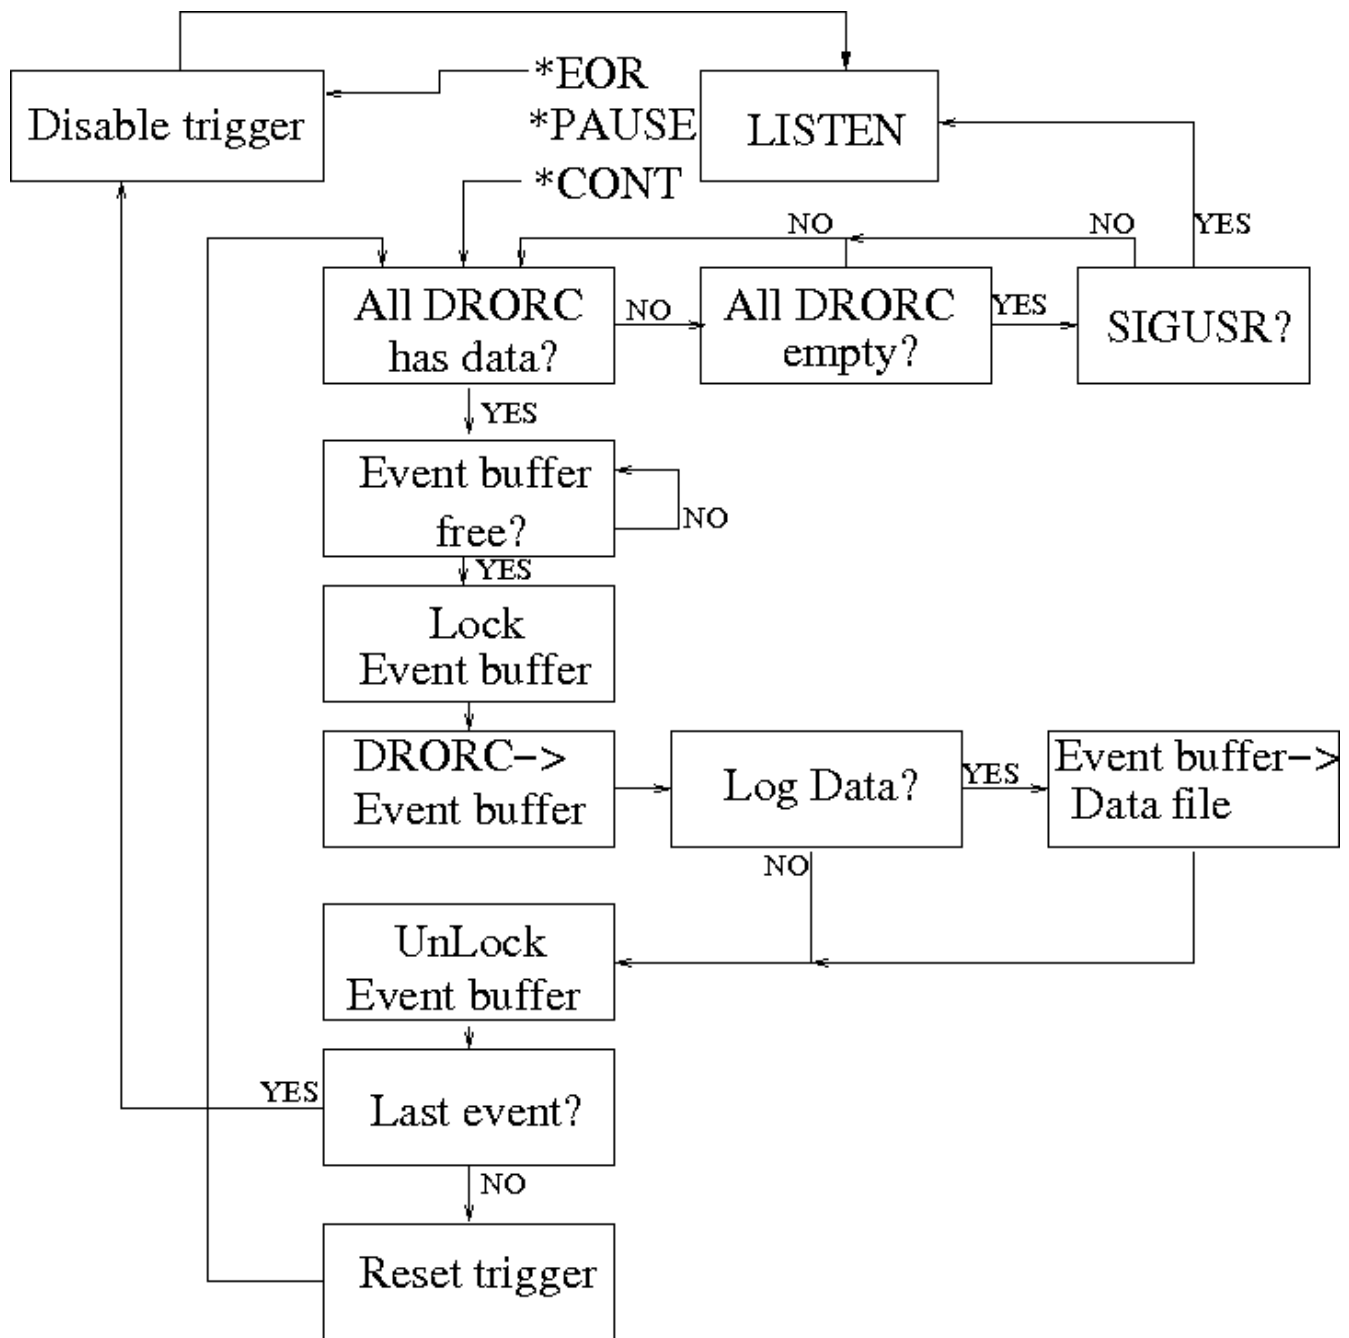 Disable trigger
*EOR
*PAUSE
*CONT
LISTEN
NO
NO
YES
All DRORC
has data?
NO
All DRORC
empty?
YES
SIGUSR?
YES
Event buffer
free?
NO
YES
Lock
Event buffer
DRORC->
Event buffer
Log Data?
YES
Event buffer->
Data file
NO
UnLock
Event buffer
YES
Last event?
NO
Reset trigger